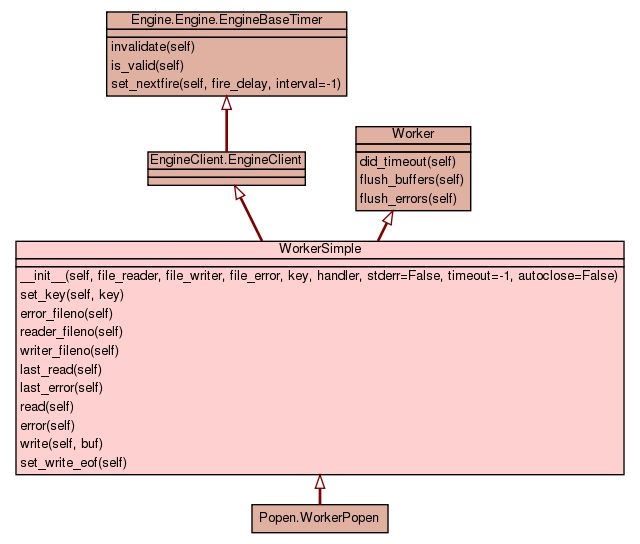 Engine.Engine.EngineBaseTimer
invalidate(self)
is_valid(self)
set_nextfire(self, fire_delay, interval=-1)
EngineClient.EngineClient
Worker
did_timeout(self)
flush_buffers(self)
flush_errors(self)
WorkerSimple
__init__(self, file_reader, file_writer, file_error, key, handler, stderr=False, timeout=-1, autoclose=False)
set_key(self, key)
error_fileno(self)
reader_fileno(self)
writer_fileno(self)
last_read(self)
last_error(self)
read(self)
error(self)
write(self, buf)
set_write_eof(self)
Popen.WorkerPopen